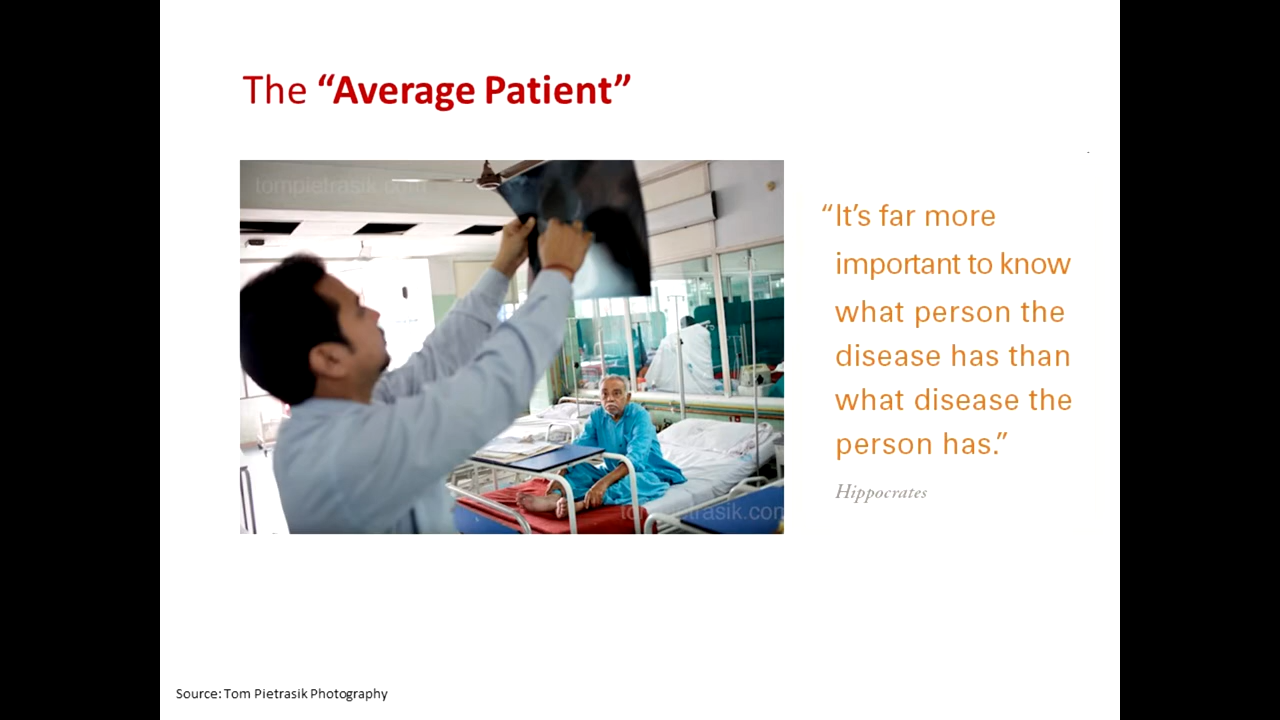 The “Average Patient”
tompietrasik.com
“It’s far more
important to know
what person the
disease has than
what disease the
person has.”
Hippocrates
Source: Tom Pietrasik Photography